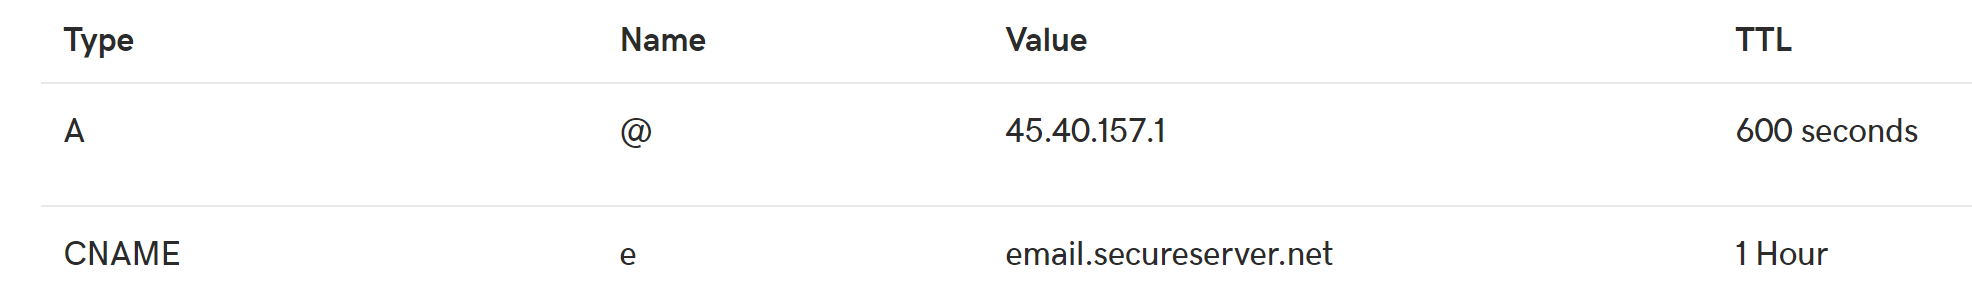 Type Name Value TTL
A @ 45.40.157.1 600 seconds
CNAME e email.secureserver.net 1 Hour